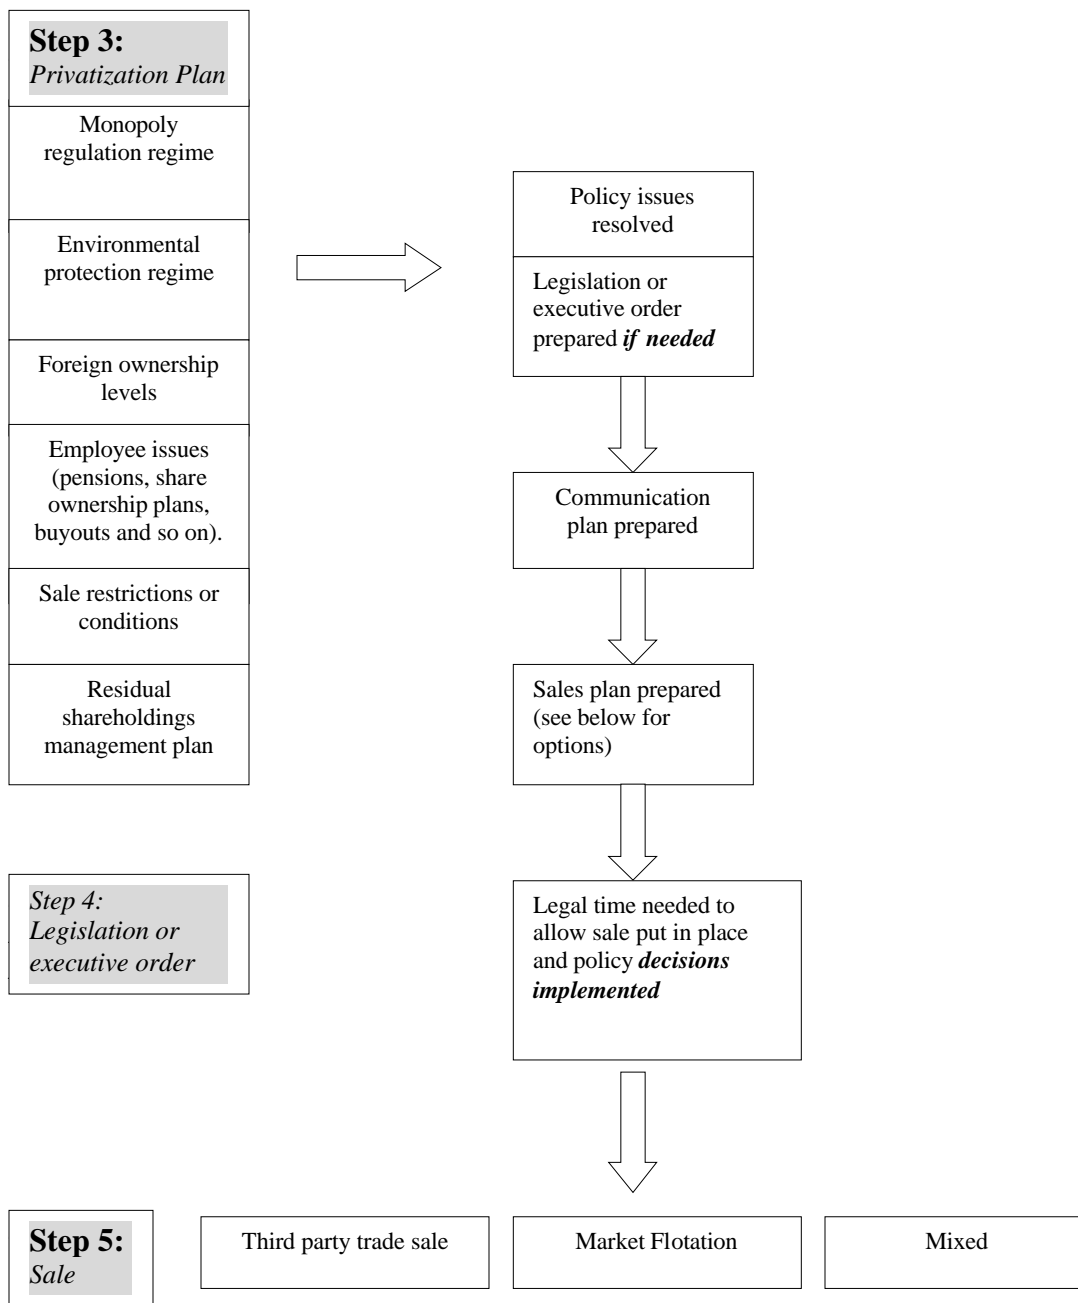 Step 3:
Privatization Plan
Monopoly
regulation regime
Environmental
protection regime
Foreign ownership
levels
Employee issues
(pensions, share
ownership plans,
buyouts and so on).
Sale restrictions or
conditions
Residual
shareholdings
management plan
Policy issues
resolved
Legislation or
executive order
prepared if needed
Communication
plan prepared
Sales plan prepared
(see below for
options)
Step 4:
Legislation or
executive order
Legal time needed to
allow sale put in place
and policy decisions
implemented
Step 5:
Sale
Third party trade sale
Market Flotation
Mixed